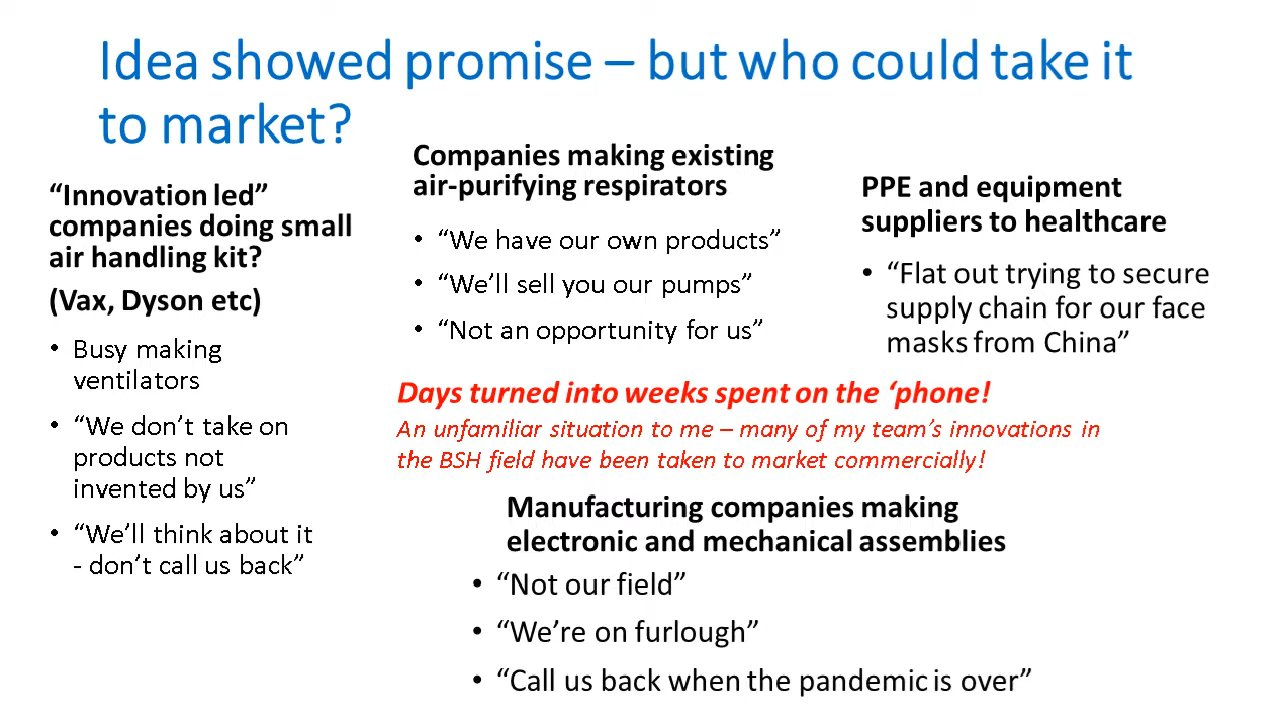 Idea showed promise – but who could take it
to market?
“Innovation led”
companies doing small
air handling kit?
(Vax, Dyson etc)
• Busy making
ventilators
• “We don’t take on
products not
invented by us”
• “We’ll think about it
- don’t call us back”
Companies making existing
air-purifying respirators
• “We have our own products”
• “We’ll sell you our pumps”
• “Not an opportunity for us”
PPE and equipment
suppliers to healthcare
• “Flat out trying to secure
supply chain for our face
masks from China”
Days turned into weeks spent on the ‘phone!
An unfamiliar situation to me – many of my team’s innovations in
the BSH field have been taken to market commercially!
Manufacturing companies making
electronic and mechanical assemblies
• “Not our field”
• “We’re on furlough”
• “Call us back when the pandemic is over”